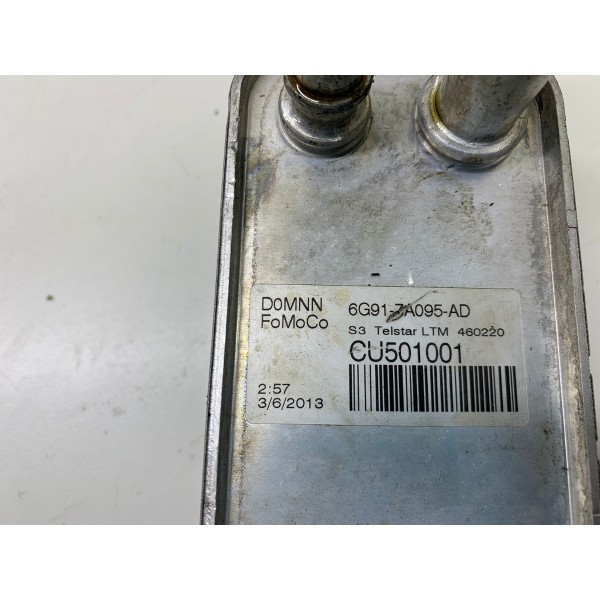 D0MNN 6G91-7A095-AD
FoMoCo S3 Telstar LTM 460220
CU501001
2:57
3/6/2013